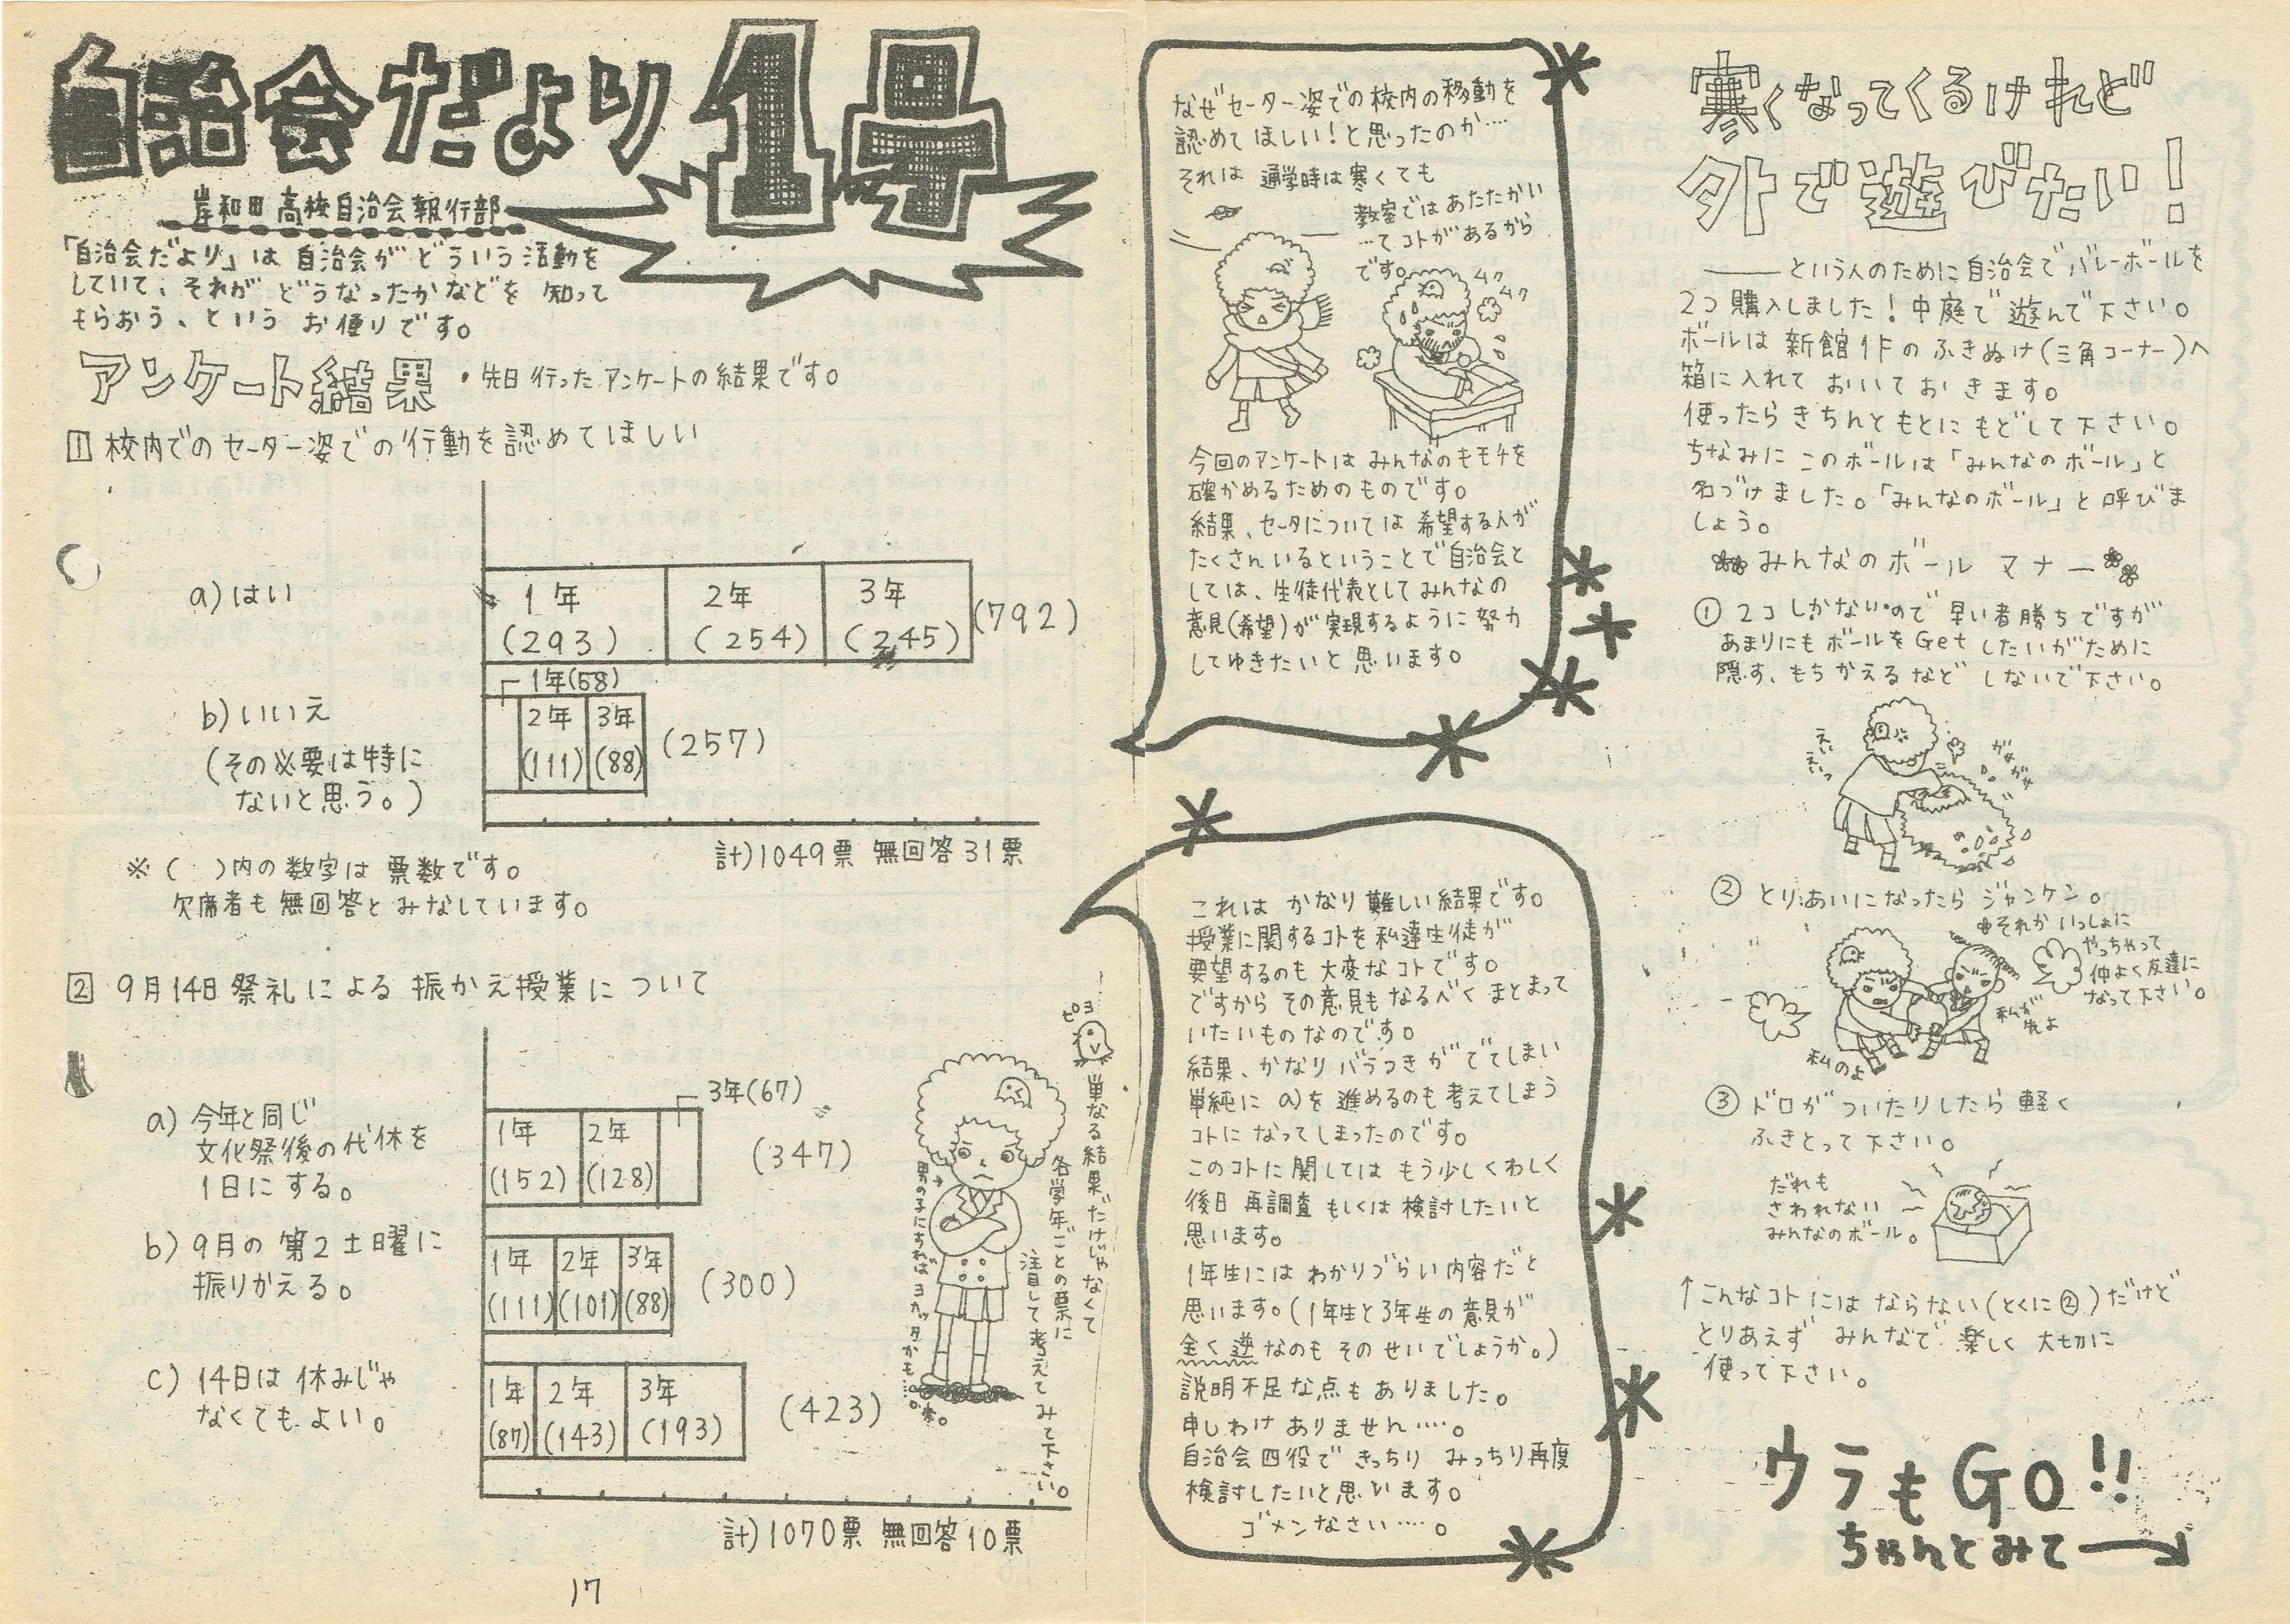 自治会だより 1号
岸和田高校自治会報行部
「自治会だより」は 自治会が どういう活動を
していて、それが どうなったかなどを 知って
もらおう、という お便りです。
アンケート結果 ・先日行ったアンケートの結果です。
1 校内でのセーター姿での行動を認めてほしい
a) はい
1年 2年 3年
(293) (254) (245) (792)
1年(58)
b) いいえ
(その必要は特に
ないと思う。)
2年 3年
(111) (88) (257)
計) 1049票 無回答31票
※( )内の数字は 票数です。
欠席者も 無回答と みなしています。
2 9月14日祭礼による 振かえ授業について
a) 今年と同じ
文化祭後の代休を
1日にする。
1年 2年 3年(67)
(152) (128) (347)
b) 9月の 第2土曜に
振りかえる。
1年 2年 3年
(111) (101) (88) (300)
c) 14日は 休みじゃ
なくてもよい。
1年 2年 3年
(87) (143) (193) (423)
計) 1070票 無回答10票
ピヨ
単なる結果だけじゃなくて
各学年ごとの票に
注目して考えてみて下さい。
17
なぜセーター姿での校内の移動を
認めてほしい!と思ったのか…
それは 通学時は寒くても
教室ではあたたかい
…てコトがあるから
です。
ムク
ムク
今回のアンケートは みんなのキモチを
確かめるためのものです。
結果、セータについては 希望する人が
たくさんいるということで自治会と
しては、生徒代表としてみんなの
意見(希望)が実現するように努力
してゆきたいと思います。
これは かなり難しい結果です。
授業に関するコトを私達生徒が
要望するのも大変なコトです。
ですから その意見もなるべく まとまって
いたいものなのです。
結果、かなりバラつきがでてしまい
単純に a)を進めるのも考えてしまう
コトに なってしまったのです。
このコトに関しては もう少しくわしく
後日 再調査もしくは検討したいと
思います。
1年生には わかりづらい内容だと
思います。(1年生と3年生の意見が
全く逆なのも そのせいでしょうか。)
説明不足な点もありました。
申しわけありません…。
自治会四役で きっちり みっちり再度
検討したいと思います。
ゴメンなさい…。
寒くなってくるけれど
外で遊びたい!
――という人のために自治会でバレーボールを
2つ購入しました!中庭で遊んで下さい。
ボールは 新館1Fの ふきぬけ(三角コーナー)へ
箱に入れて おいておきます。
使ったらきちんともとにもどして下さい。
ちなみに このボールは「みんなのボール」と
名づけました。「みんなのボール」と呼びま
しょう。
みんなのボール マナー
① 2コしかないので 早い者勝ちですが
あまりにもボールをGetしたいがために
隠す、もちかえるなど しないで下さい。
えい
えいっ
② とりあいになったら ジャンケン。
それか いっしょに
やっちゃって
仲よく友達に
なって下さい。
私のよ
③ ドロが ついたりしたら 軽く
ふきとって下さい。
だれも
さわれない
みんなのボール。
↑こんなコトにはならない(とくに②)だけど
とりあえず みんなで 楽しく 大切に
使って下さい。
ウラもGO!!
ちゃんとみて→